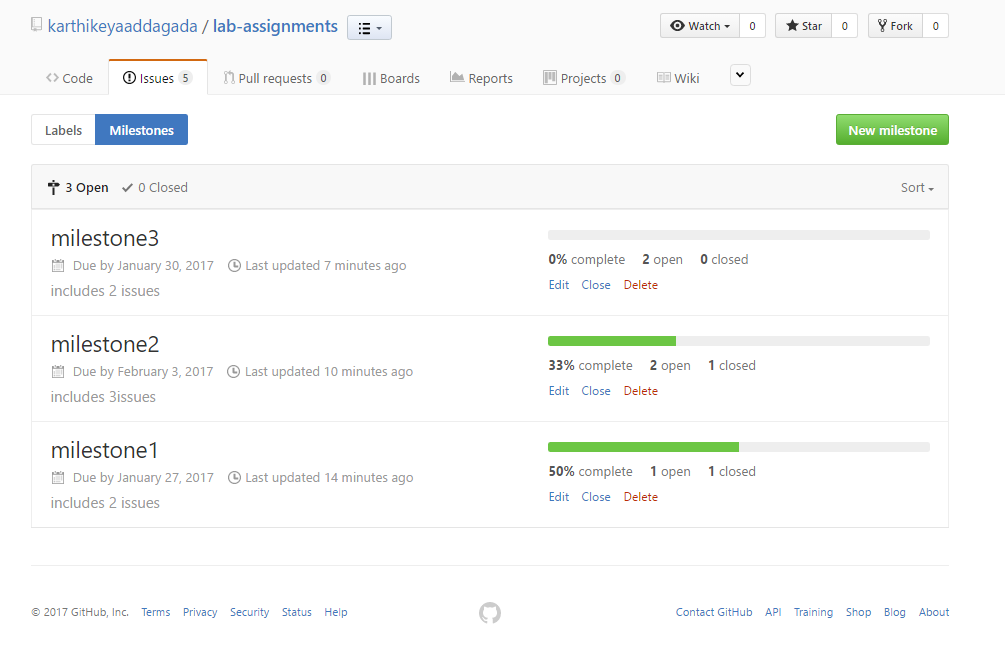 karthikeyaaddagada / lab-assignments
Watch 0 Star 0 Fork 0
Code Issues 5 Pull requests 0 Boards Reports Projects 0 Wiki
Labels Milestones New milestone
3 Open 0 Closed Sort
milestone3
Due by January 30, 2017 Last updated 7 minutes ago
includes 2 issues
0% complete 2 open 0 closed
Edit Close Delete
milestone2
Due by February 3, 2017 Last updated 10 minutes ago
includes 3issues
33% complete 2 open 1 closed
Edit Close Delete
milestone1
Due by January 27, 2017 Last updated 14 minutes ago
includes 2 issues
50% complete 1 open 1 closed
Edit Close Delete
© 2017 GitHub, Inc. Terms Privacy Security Status Help Contact GitHub API Training Shop Blog About